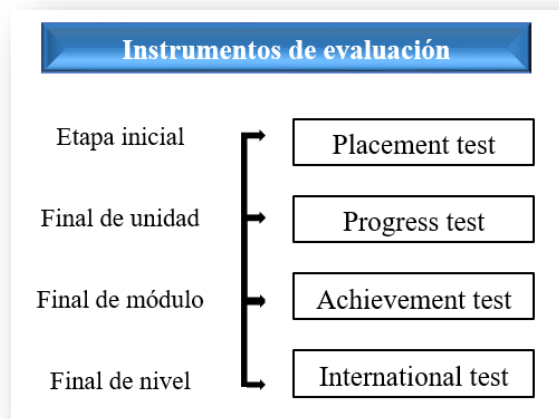 Instrumentos de evaluación
Etapa inicial
Placement test
Final de unidad
Progress test
Final de módulo
Achievement test
Final de nivel
International test